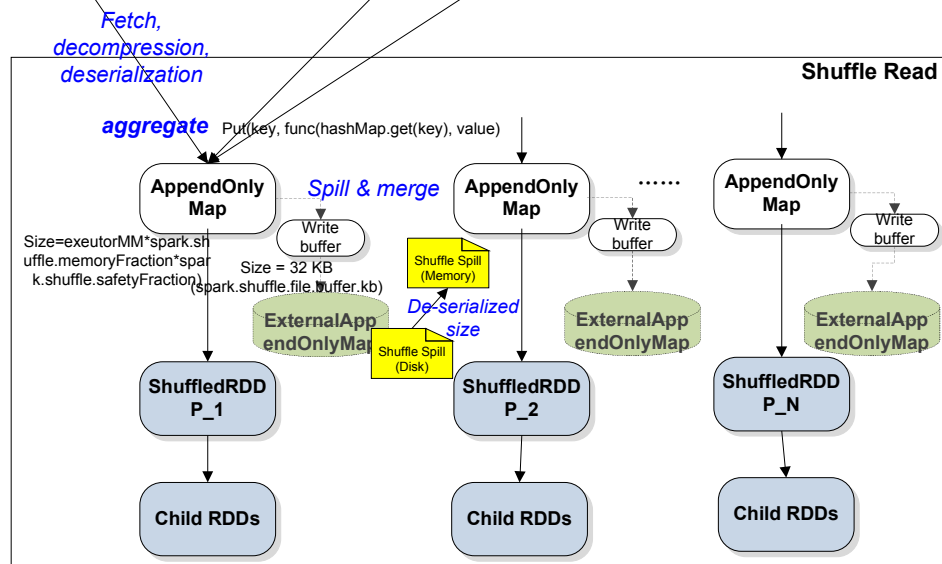 Fetch,
decompression,
deserialization
Shuffle Read
aggregate Put(key, func(hashMap.get(key), value)
AppendOnly
Map
Spill & merge
AppendOnly
Map
......
AppendOnly
Map
Write
buffer
Write
buffer
Write
buffer
Size=exeutorMM*spark.sh
uffle.memoryFraction*spar
k.shuffle.safetyFraction)
Size = 32 KB
(spark.shuffle.file.buffer.kb)
Shuffle Spill
(Memory)
De-serialized
size
Shuffle Spill
(Disk)
ExternalApp
endOnlyMap
ExternalApp
endOnlyMap
ExternalApp
endOnlyMap
ShuffledRDD
P_1
ShuffledRDD
P_2
ShuffledRDD
P_N
Child RDDs
Child RDDs
Child RDDs